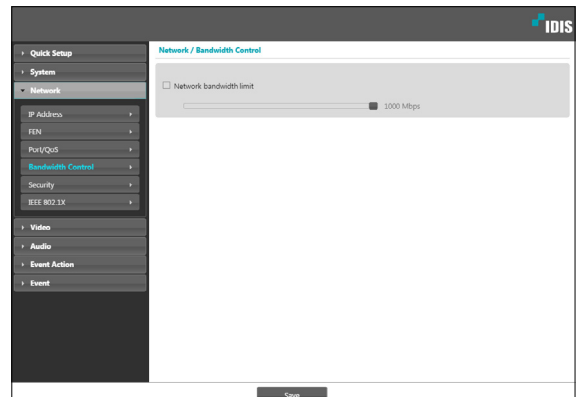 IDIS
Quick Setup
System
Network
IP Address
FEN
Port/QoS
Bandwidth Control
Security
IEEE 802.1X
Video
Audio
Event Action
Event
Network / Bandwidth Control
Network bandwidth limit
1000 Mbps
Save